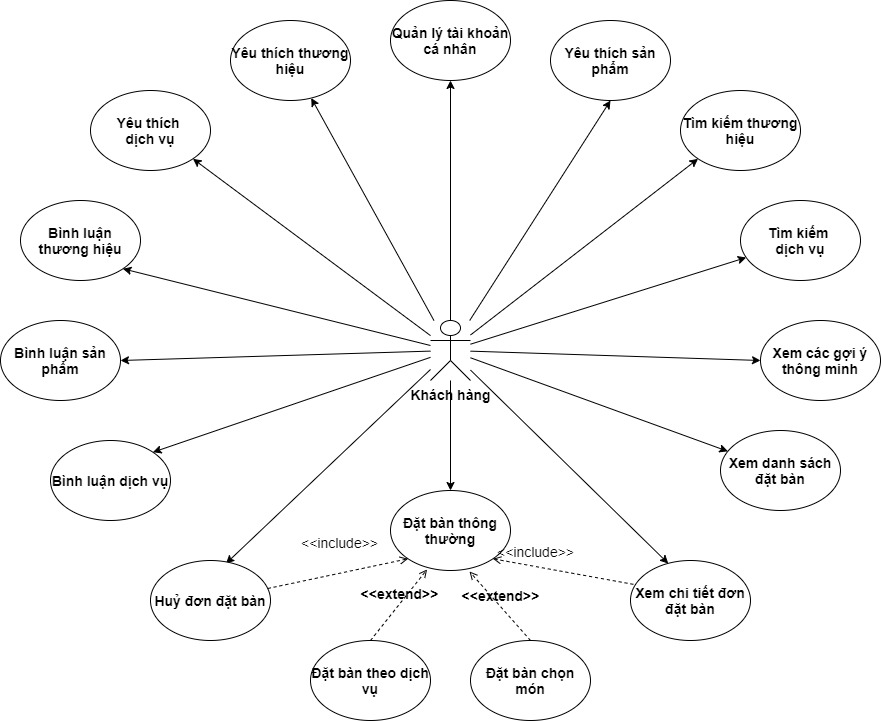 Quản lý tài khoản
cá nhân
Yêu thích thương
hiệu
Yêu thích sản
phẩm
Yêu thích
dịch vụ
Tìm kiếm thương
hiệu
Bình luận
thương hiệu
Tìm kiếm
dịch vụ
Bình luận sản
phẩm
Xem các gợi ý
thông minh
Khách hàng
Bình luận dịch vụ
Xem danh sách
đặt bàn
Đặt bàn thông
thường
<<include>>
<<include>>
Huỷ đơn đặt bàn
<<extend>>
<<extend>>
Xem chi tiết đơn
đặt bàn
Đặt bàn theo dịch
vụ
Đặt bàn chọn
món